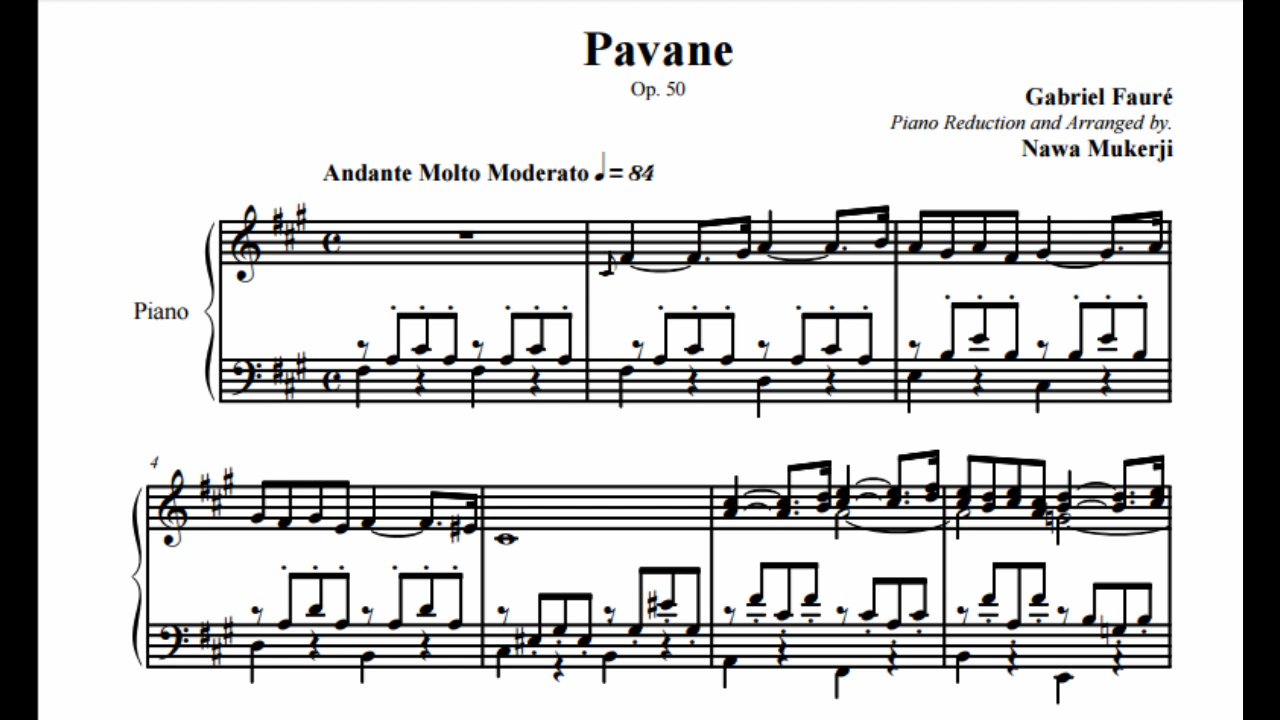 Pavane
Op. 50
Gabriel Fauré
Piano Reduction and Arranged by.
Nawa Mukerji
Andante Molto Moderato ♩= 84
Piano
4